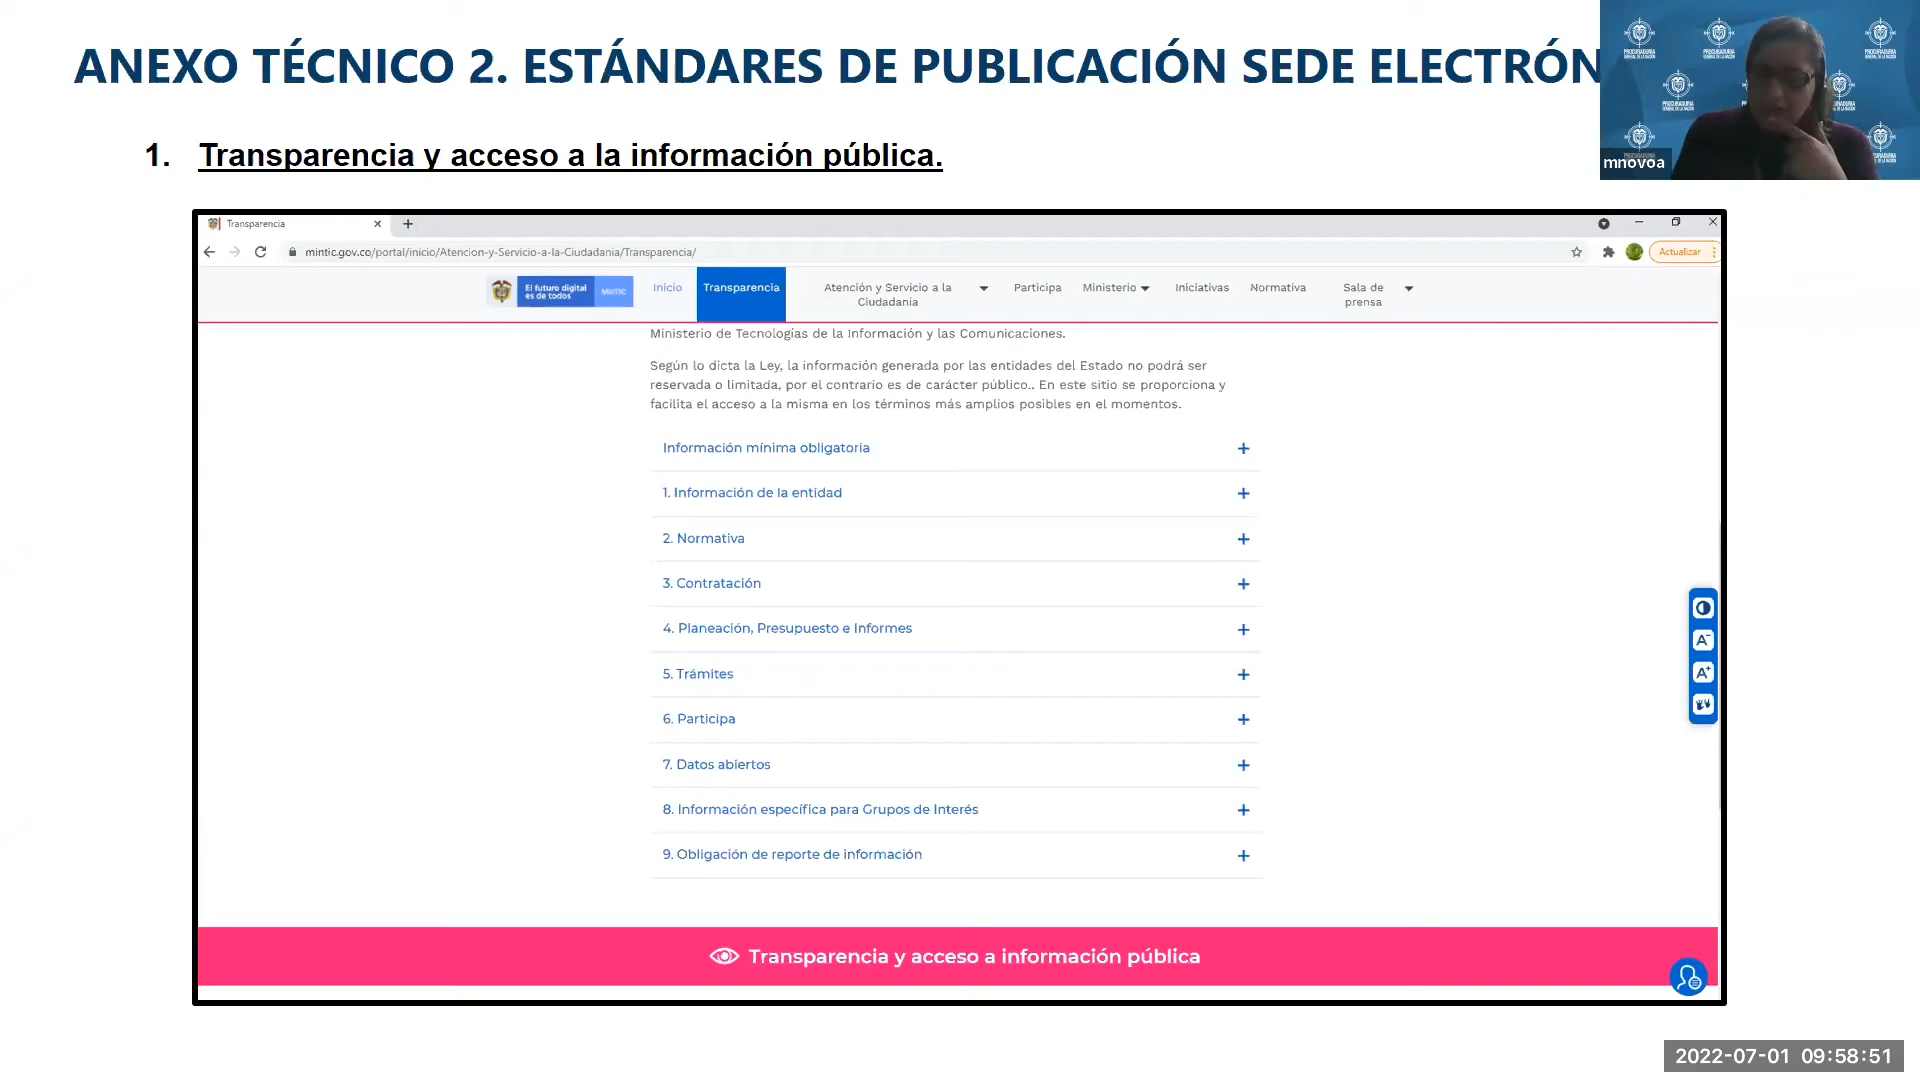 ANEXO TÉCNICO 2. ESTÁNDARES DE PUBLICACIÓN SEDE ELECTRÓN
mnovoa
1. Transparencia y acceso a la información pública.
Transparencia
mintic.gov.co/portal/inicio/Atencion-y-Servicio-a-la-Ciudadania/Transparencia/
Actualizar
El futuro digital
es de todos
MinTIC
Inicio
Transparencia
Atención y Servicio a la
Ciudadanía
Participa
Ministerio
Iniciativas
Normativa
Sala de
prensa
Ministerio de Tecnologías de la Información y las Comunicaciones.
Según lo dicta la Ley, la información generada por las entidades del Estado no podrá ser
reservada o limitada, por el contrario es de carácter público.. En este sitio se proporciona y
facilita el acceso a la misma en los términos más amplios posibles en el momentos.
Información mínima obligatoria +
1. Información de la entidad +
2. Normativa +
3. Contratación +
4. Planeación, Presupuesto e Informes +
5. Trámites +
6. Participa +
7. Datos abiertos +
8. Información específica para Grupos de Interés +
9. Obligación de reporte de información +
A-
A+
Transparencia y acceso a información pública
2022-07-01 09:58:51